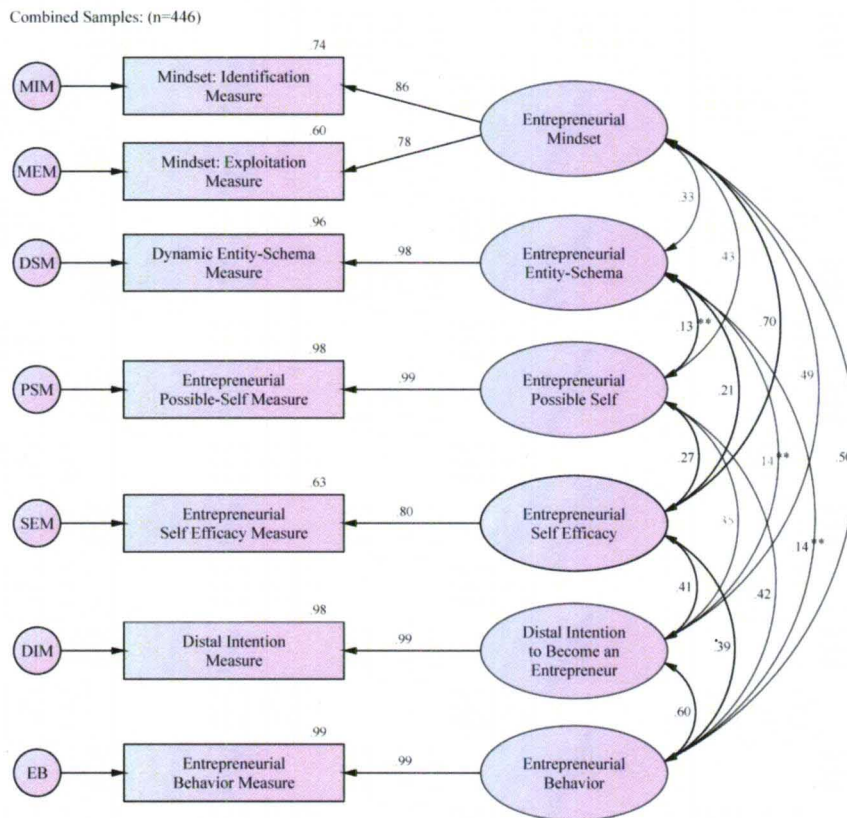 Combined Samples: (n=446)
.74
MIM
Mindset: Identification
Measure
.86
Entrepreneurial
Mindset
.60
MEM
Mindset: Exploitation
Measure
.78
.33
.96
DSM
Dynamic Entity-Schema
Measure
.98
Entrepreneurial
Entity-Schema
.43
.13**
.70
.98
PSM
Entrepreneurial
Possible-Self Measure
.99
Entrepreneurial
Possible Self
.21
.49
.27
.14**
.50
.63
SEM
Entrepreneurial
Self Efficacy Measure
.80
Entrepreneurial
Self Efficacy
.14**
.41
.42
.98
DIM
Distal Intention
Measure
.99
Distal Intention
to Become an
Entrepreneur
.39
.60
.99
EB
Entrepreneurial
Behavior Measure
.99
Entrepreneurial
Behavior